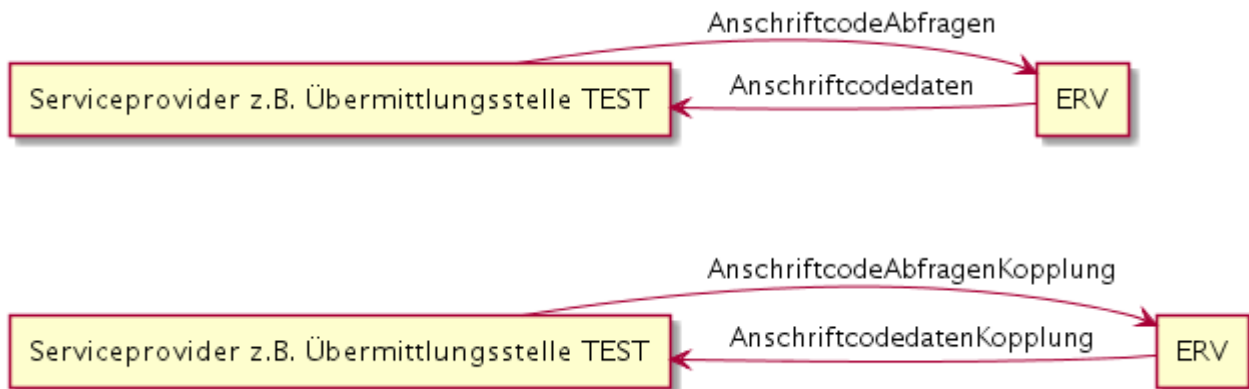 AnschriftcodeAbfragen
Serviceprovider z.B. Übermittlungsstelle TEST
Anschriftcodedaten
ERV
AnschriftcodeAbfragenKopplung
Serviceprovider z.B. Übermittlungsstelle TEST
AnschriftcodedatenKopplung
ERV